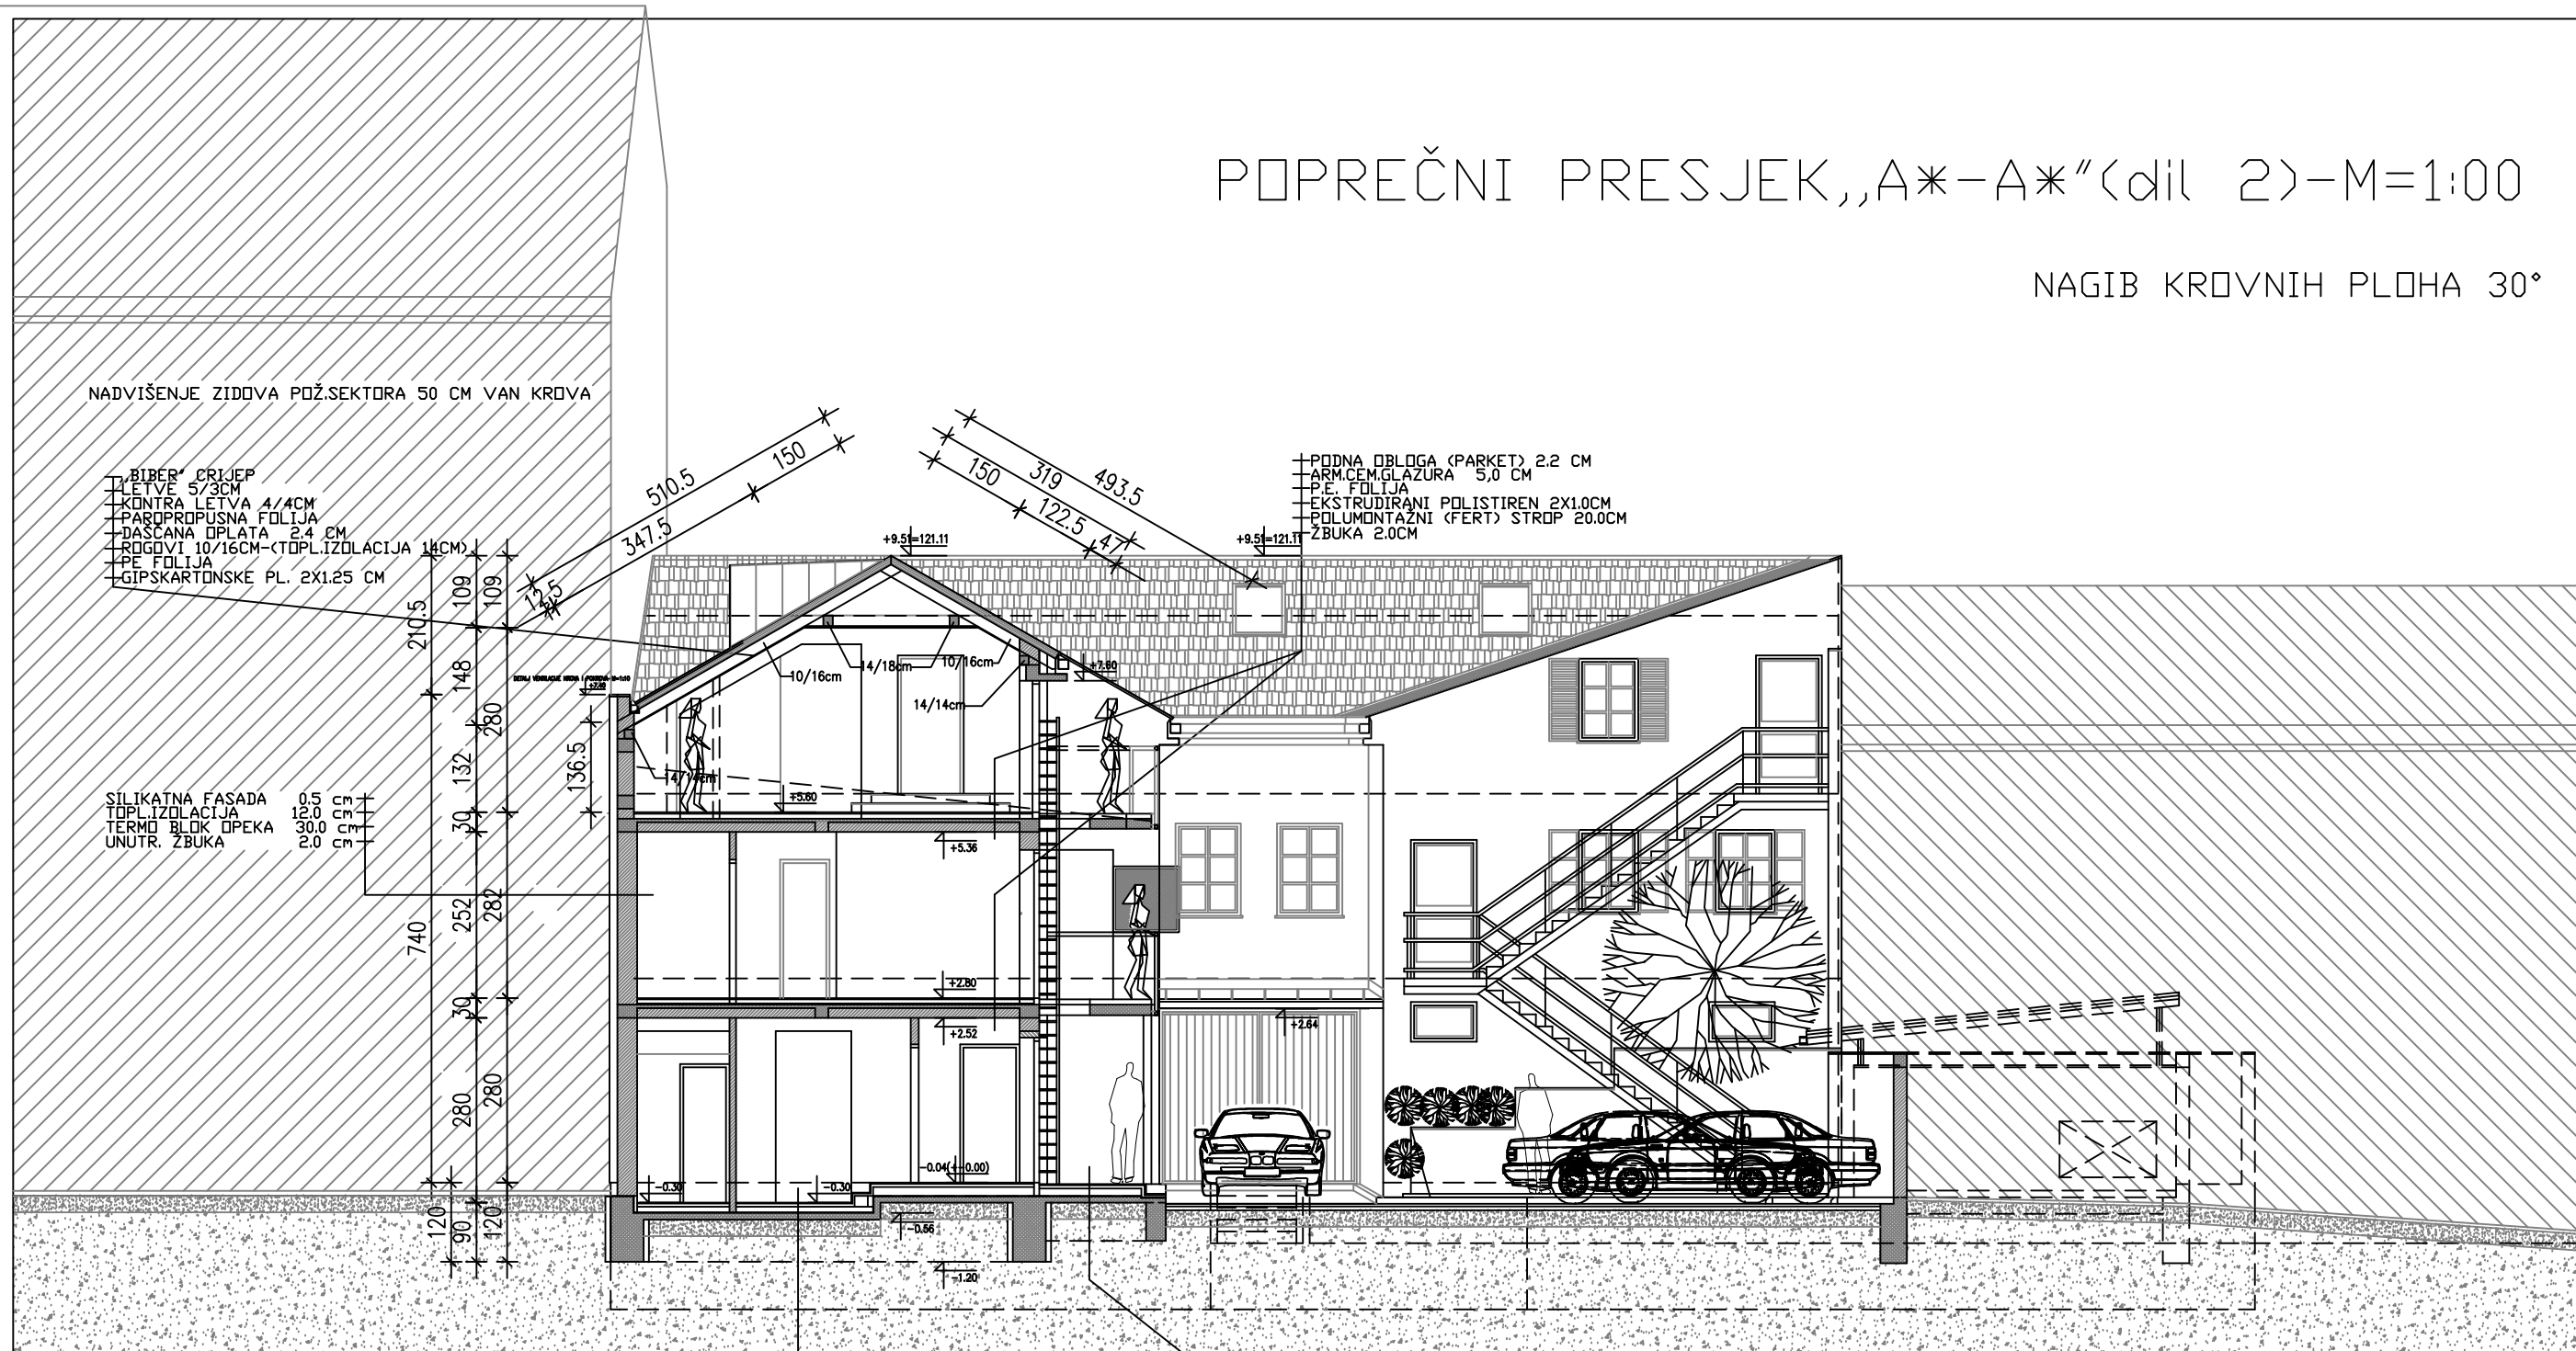 POPREČNI PRESJEK,,A*-A*"(dil 2)-M=1:00
NAGIB KROVNIH PLOHA 30°
NADVIŠENJE ZIDOVA POŽ.SEKTORA 50 CM VAN KROVA
„BIBER" CRIJEP
LETVE 5/3CM
KONTRA LETVA 4/4CM
PAROPROPUSNA FOLIJA
DAŠČANA OPLATA 2.4 CM
ROGOVI 10/16CM-(TOPL.IZOLACIJA 14CM)
PE FOLIJA
GIPSKARTONSKE PL. 2X1.25 CM
PODNA OBLOGA (PARKET) 2.2 CM
ARM.CEM.GLAZURA 5,0 CM
P.E. FOLIJA
EKSTRUDIRANI POLISTIREN 2X1.0CM
POLUMONTAŽNI (FERT) STROP 20.0CM
ŽBUKA 2.0CM
510.5
150
347.5
12.5
150
319
493.5
122.5
47
+9.51=121.11
+9.51=121.11
210.5
109
109
148
280
132
136.5
30
740
252
282
30
280
280
120
90
120
+7.60
14/18cm
10/16cm
10/16cm
14/14cm
14/14cm
+5.60
SILIKATNA FASADA 0.5 cm
TOPL.IZOLACIJA 12.0 cm
TERMO BLOK OPEKA 30.0 cm
UNUTR. ŽBUKA 2.0 cm
+5.36
+2.80
+2.52
+2.64
-0.04(+-0.00)
-0.30
-0.30
-0.56
-1.20